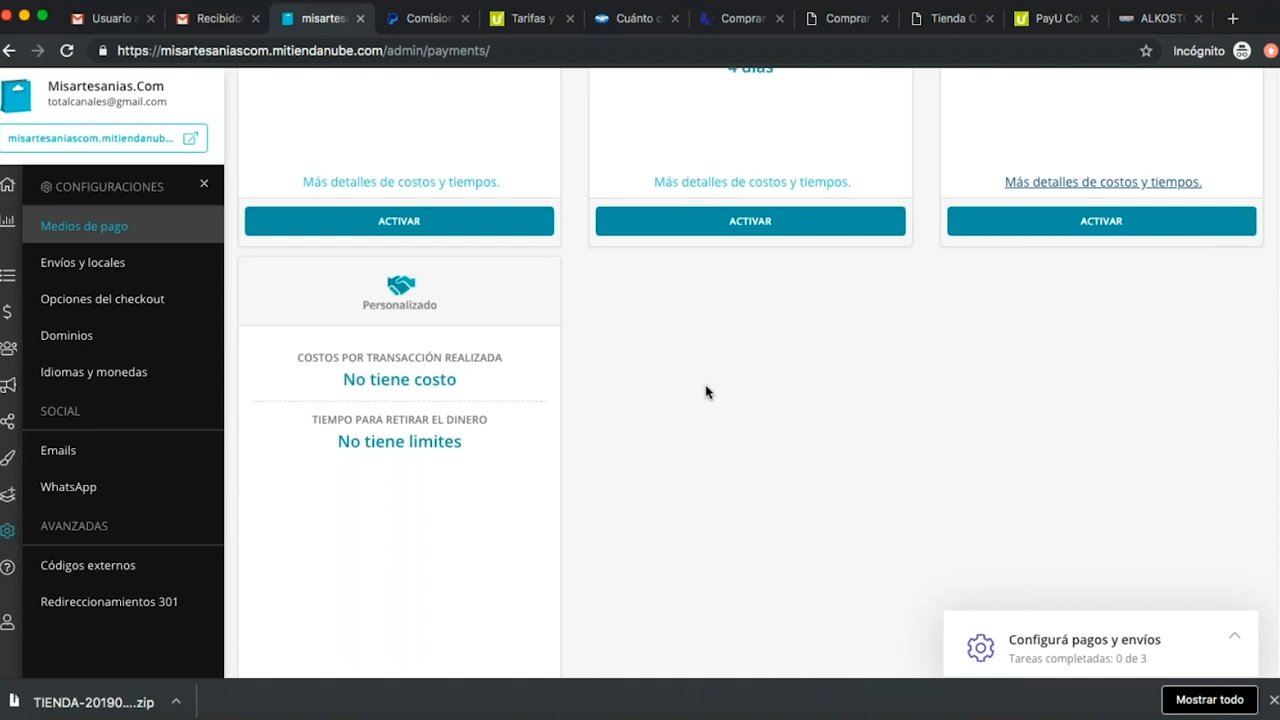 Usuario
Recibido
misartes
Comision
Tarifas y
Cuánto c
Comprar
Comprar
Tienda O
PayU Col
ALKOSTO
https://misartesaniascom.mitiendanube.com/admin/payments/
Incógnito
Misartesanias.Com
totalcanales@gmail.com
misartesaniascom.mitiendanub...
CONFIGURACIONES
Medios de pago
Envíos y locales
Opciones del checkout
Dominios
Idiomas y monedas
SOCIAL
Emails
WhatsApp
AVANZADAS
Códigos externos
Redireccionamientos 301
4 días
Más detalles de costos y tiempos.
Más detalles de costos y tiempos.
Más detalles de costos y tiempos.
ACTIVAR
ACTIVAR
ACTIVAR
Personalizado
COSTOS POR TRANSACCIÓN REALIZADA
No tiene costo
TIEMPO PARA RETIRAR EL DINERO
No tiene limites
Configurá pagos y envíos
Tareas completadas: 0 de 3
TIENDA-20190....zip
Mostrar todo